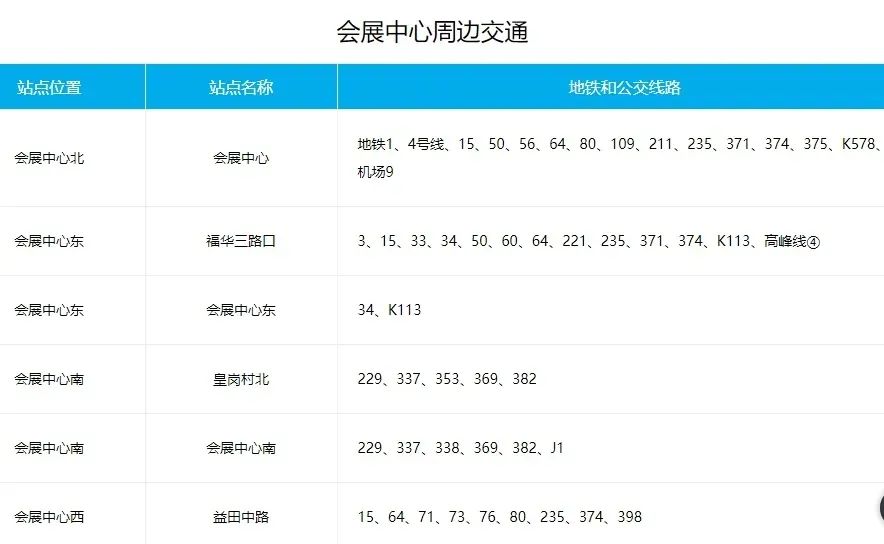 会展中心周边交通
站点位置 站点名称 地铁和公交线路
会展中心北 会展中心 地铁1、4号线、15、50、56、64、80、109、211、235、371、374、375、K578、
机场9
会展中心东 福华三路口 3、15、33、34、50、60、64、221、235、371、374、K113、高峰线④
会展中心东 会展中心东 34、K113
会展中心南 皇岗村北 229、337、353、369、382
会展中心南 会展中心南 229、337、338、369、382、J1
会展中心西 益田中路 15、64、71、73、76、80、235、374、398